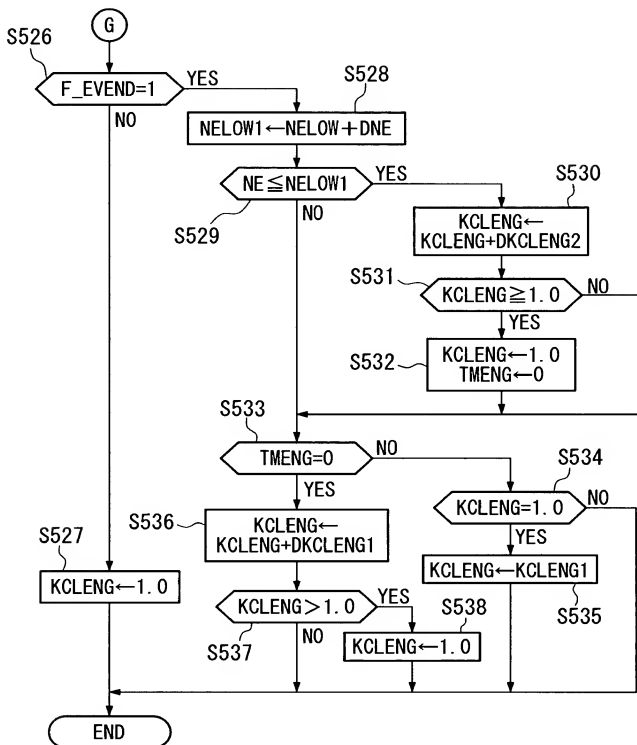 G
S526
F_EVEND=1
YES
NO
S528
NELOW1←NELOW+DNE
NE≦NELOW1
YES
NO
S529
S530
KCLENG←
KCLENG+DKCLENG2
S531
KCLENG≧1.0
NO
YES
S532
KCLENG←1.0
TMENG←0
S533
TMENG=0
NO
YES
S534
KCLENG=1.0
NO
YES
S536
KCLENG←
KCLENG+DKCLENG1
S535
KCLENG←KCLENG1
S527
KCLENG←1.0
KCLENG>1.0
YES
NO
S537
S538
KCLENG←1.0
END